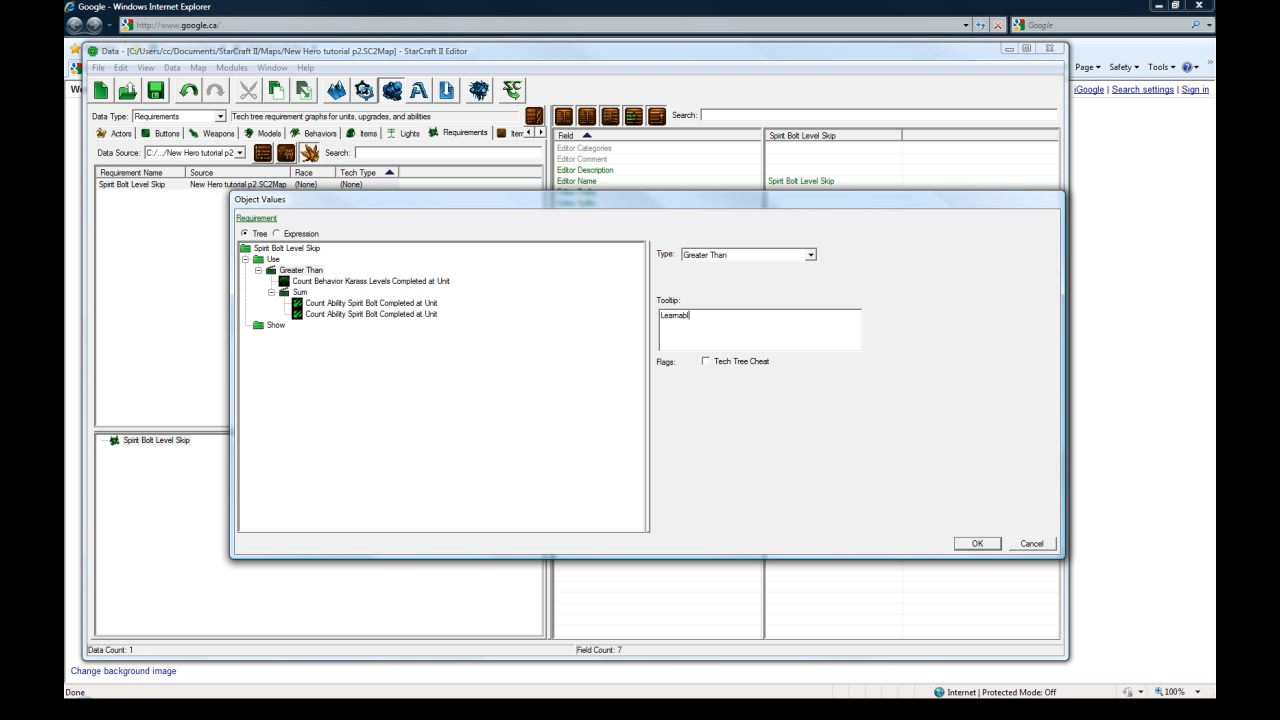 Google - Windows Internet Explorer
http://www.google.ca/
Google
Data - [C:/Users/cc/Documents/StarCraft II/Maps/New Hero tutorial p2.SC2Map] - StarCraft II Editor
File Edit View Data Map Modules Window Help
Page Safety Tools
iGoogle | Search settings | Sign in
Data Type: Requirements Tech tree requirement graphs for units, upgrades, and abilities
Search:
Actors Buttons Weapons Models Behaviors Items Lights Requirements
Field Spirit Bolt Level Skip
Data Source: C:/.../New Hero tutorial p2 Search:
Editor Categories
Editor Comment
Editor Description
Editor Name Spirit Bolt Level Skip
Requirement Name Source Race Tech Type
Spirit Bolt Level Skip New Hero tutorial p2.SC2Map (None) (None)
Object Values
Requirement
Tree Expression
Spirit Bolt Level Skip
Use
Greater Than
Count Behavior Karass Levels Completed at Unit
Sum
Count Ability Spirit Bolt Completed at Unit
Count Ability Spirit Bolt Completed at Unit
Show
Type: Greater Than
Tooltip:
Learnabl
Flags: Tech Tree Cheat
OK Cancel
Spirit Bolt Level Skip
Data Count: 1 Field Count: 7
Change background image
Done Internet | Protected Mode: Off 100%